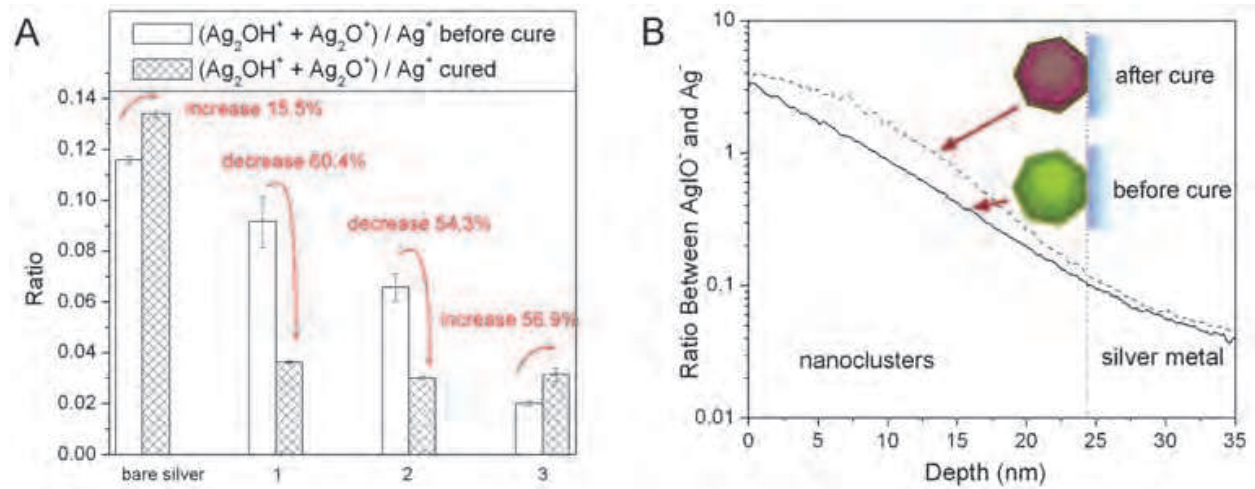 A
(Ag₂OH⁺ + Ag₂O⁺) / Ag⁺ before cure
(Ag₂OH⁺ + Ag₂O⁺) / Ag⁺ cured
0.14
0.12
0.10
0.08
0.06
0.04
0.02
0.00
Ratio
increase 15.5%
decrease 60.4%
decrease 54.3%
increase 56.9%
bare silver
1
2
3
B
10
1
0.1
0.01
Ratio Between AgIO⁻ and Ag⁻
after cure
before cure
nanoclusters
silver metal
0
5
10
15
20
25
30
35
Depth (nm)